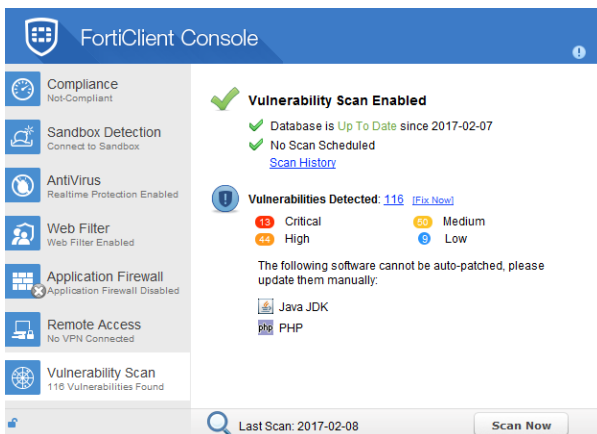 FortiClient Console
Compliance
Not-Compliant
Sandbox Detection
Connect to Sandbox
AntiVirus
Realtime Protection Enabled
Web Filter
Web Filter Enabled
Application Firewall
Application Firewall Disabled
Remote Access
No VPN Connected
Vulnerability Scan
116 Vulnerabilities Found
Vulnerability Scan Enabled
Database is Up To Date since 2017-02-07
No Scan Scheduled
Scan History
Vulnerabilities Detected: 116 [Fix Now]
13 Critical 50 Medium
44 High 9 Low
The following software cannot be auto-patched, please
update them manually:
Java JDK
php PHP
Last Scan: 2017-02-08 Scan Now